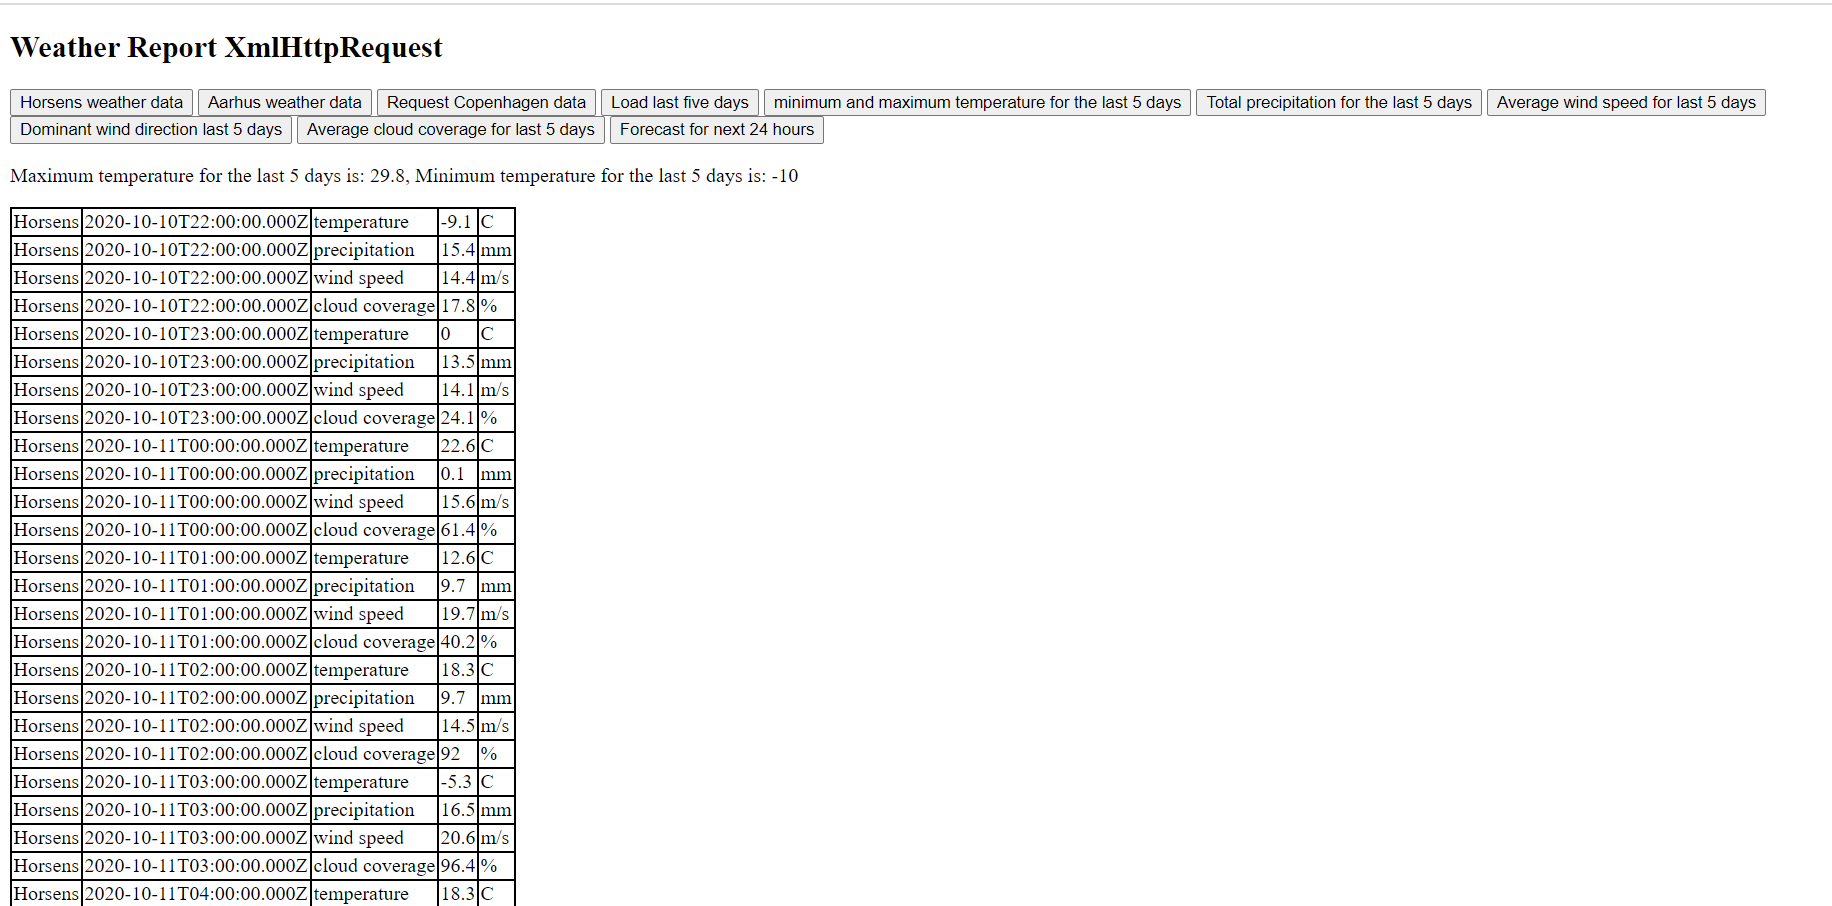 Weather Report XmlHttpRequest
Horsens weather data Aarhus weather data Request Copenhagen data Load last five days minimum and maximum temperature for the last 5 days Total precipitation for the last 5 days Average wind speed for last 5 days
Dominant wind direction last 5 days Average cloud coverage for last 5 days Forecast for next 24 hours
Maximum temperature for the last 5 days is: 29.8, Minimum temperature for the last 5 days is: -10
Horsens 2020-10-10T22:00:00.000Z temperature -9.1 C
Horsens 2020-10-10T22:00:00.000Z precipitation 15.4 mm
Horsens 2020-10-10T22:00:00.000Z wind speed 14.4 m/s
Horsens 2020-10-10T22:00:00.000Z cloud coverage 17.8 %
Horsens 2020-10-10T23:00:00.000Z temperature 0 C
Horsens 2020-10-10T23:00:00.000Z precipitation 13.5 mm
Horsens 2020-10-10T23:00:00.000Z wind speed 14.1 m/s
Horsens 2020-10-10T23:00:00.000Z cloud coverage 24.1 %
Horsens 2020-10-11T00:00:00.000Z temperature 22.6 C
Horsens 2020-10-11T00:00:00.000Z precipitation 0.1 mm
Horsens 2020-10-11T00:00:00.000Z wind speed 15.6 m/s
Horsens 2020-10-11T00:00:00.000Z cloud coverage 61.4 %
Horsens 2020-10-11T01:00:00.000Z temperature 12.6 C
Horsens 2020-10-11T01:00:00.000Z precipitation 9.7 mm
Horsens 2020-10-11T01:00:00.000Z wind speed 19.7 m/s
Horsens 2020-10-11T01:00:00.000Z cloud coverage 40.2 %
Horsens 2020-10-11T02:00:00.000Z temperature 18.3 C
Horsens 2020-10-11T02:00:00.000Z precipitation 9.7 mm
Horsens 2020-10-11T02:00:00.000Z wind speed 14.5 m/s
Horsens 2020-10-11T02:00:00.000Z cloud coverage 92 %
Horsens 2020-10-11T03:00:00.000Z temperature -5.3 C
Horsens 2020-10-11T03:00:00.000Z precipitation 16.5 mm
Horsens 2020-10-11T03:00:00.000Z wind speed 20.6 m/s
Horsens 2020-10-11T03:00:00.000Z cloud coverage 96.4 %
Horsens 2020-10-11T04:00:00.000Z temperature 18.3 C